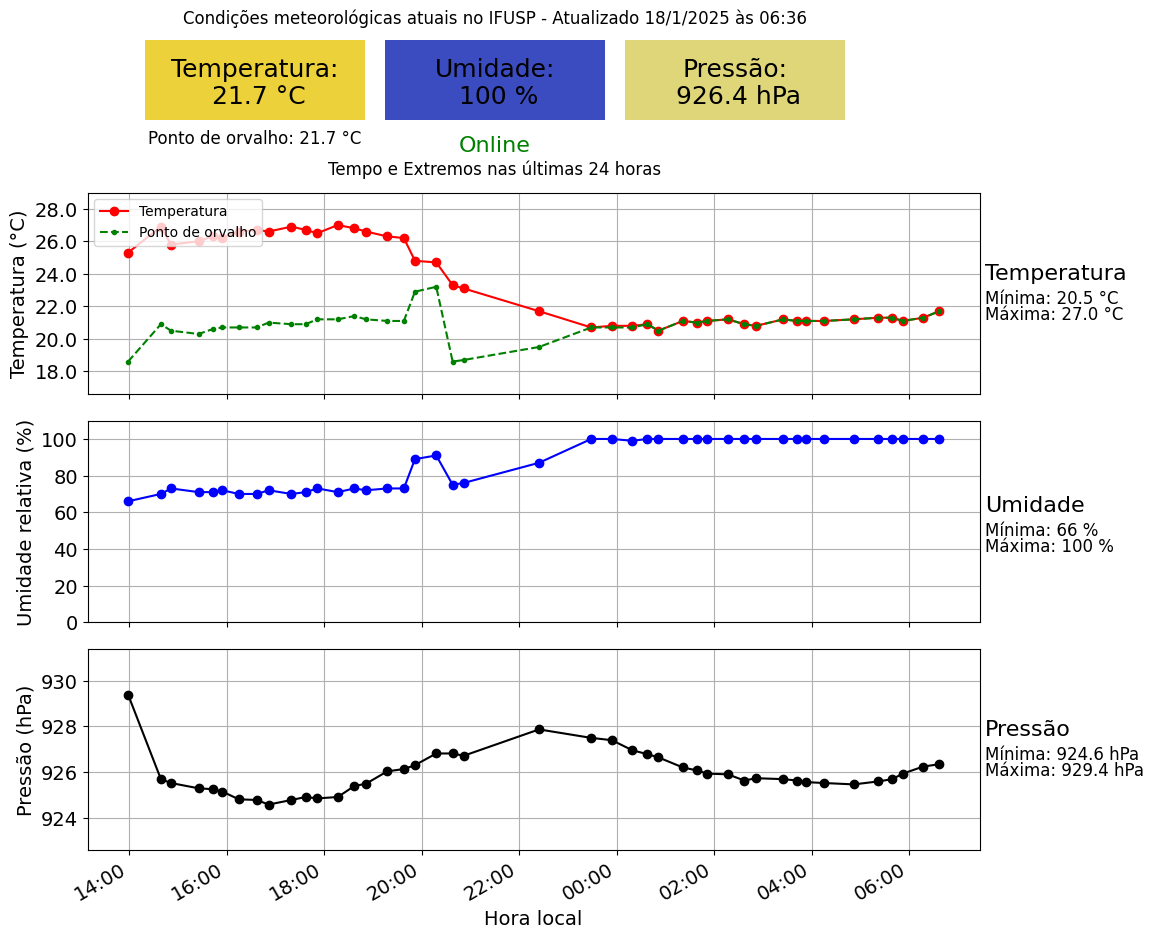 Condições meteorológicas atuais no IFUSP - Atualizado 18/1/2025 às 06:36
Temperatura:
21.7 °C
Umidade:
100 %
Pressão:
926.4 hPa
Ponto de orvalho: 21.7 °C
Online
Tempo e Extremos nas últimas 24 horas
Temperatura (°C)
28.0
26.0
24.0
22.0
20.0
18.0
Temperatura
Ponto de orvalho
Temperatura
Mínima: 20.5 °C
Máxima: 27.0 °C
Umidade relativa (%)
100
80
60
40
20
0
Umidade
Mínima: 66 %
Máxima: 100 %
Pressão (hPa)
930
928
926
924
Pressão
Mínima: 924.6 hPa
Máxima: 929.4 hPa
14:00
16:00
18:00
20:00
22:00
00:00
02:00
04:00
06:00
Hora local